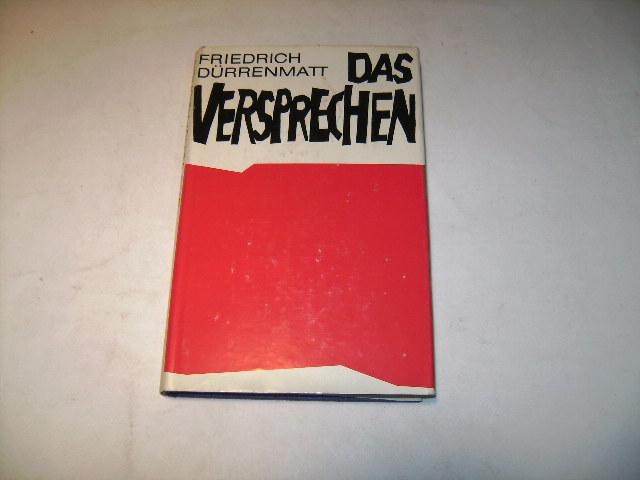 FRIEDRICH
DÜRRENMATT
DAS
VERSPRECHEN